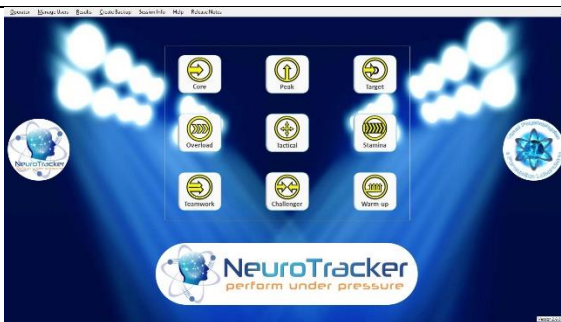 Operator Manage Users Results Create Backup Session Info Help Release Notes
Core Peak Target
Overload Tactical Stamina
Teamwork Challenger Warm-up
NeuroTracker
NeuroTracker
perform under pressure